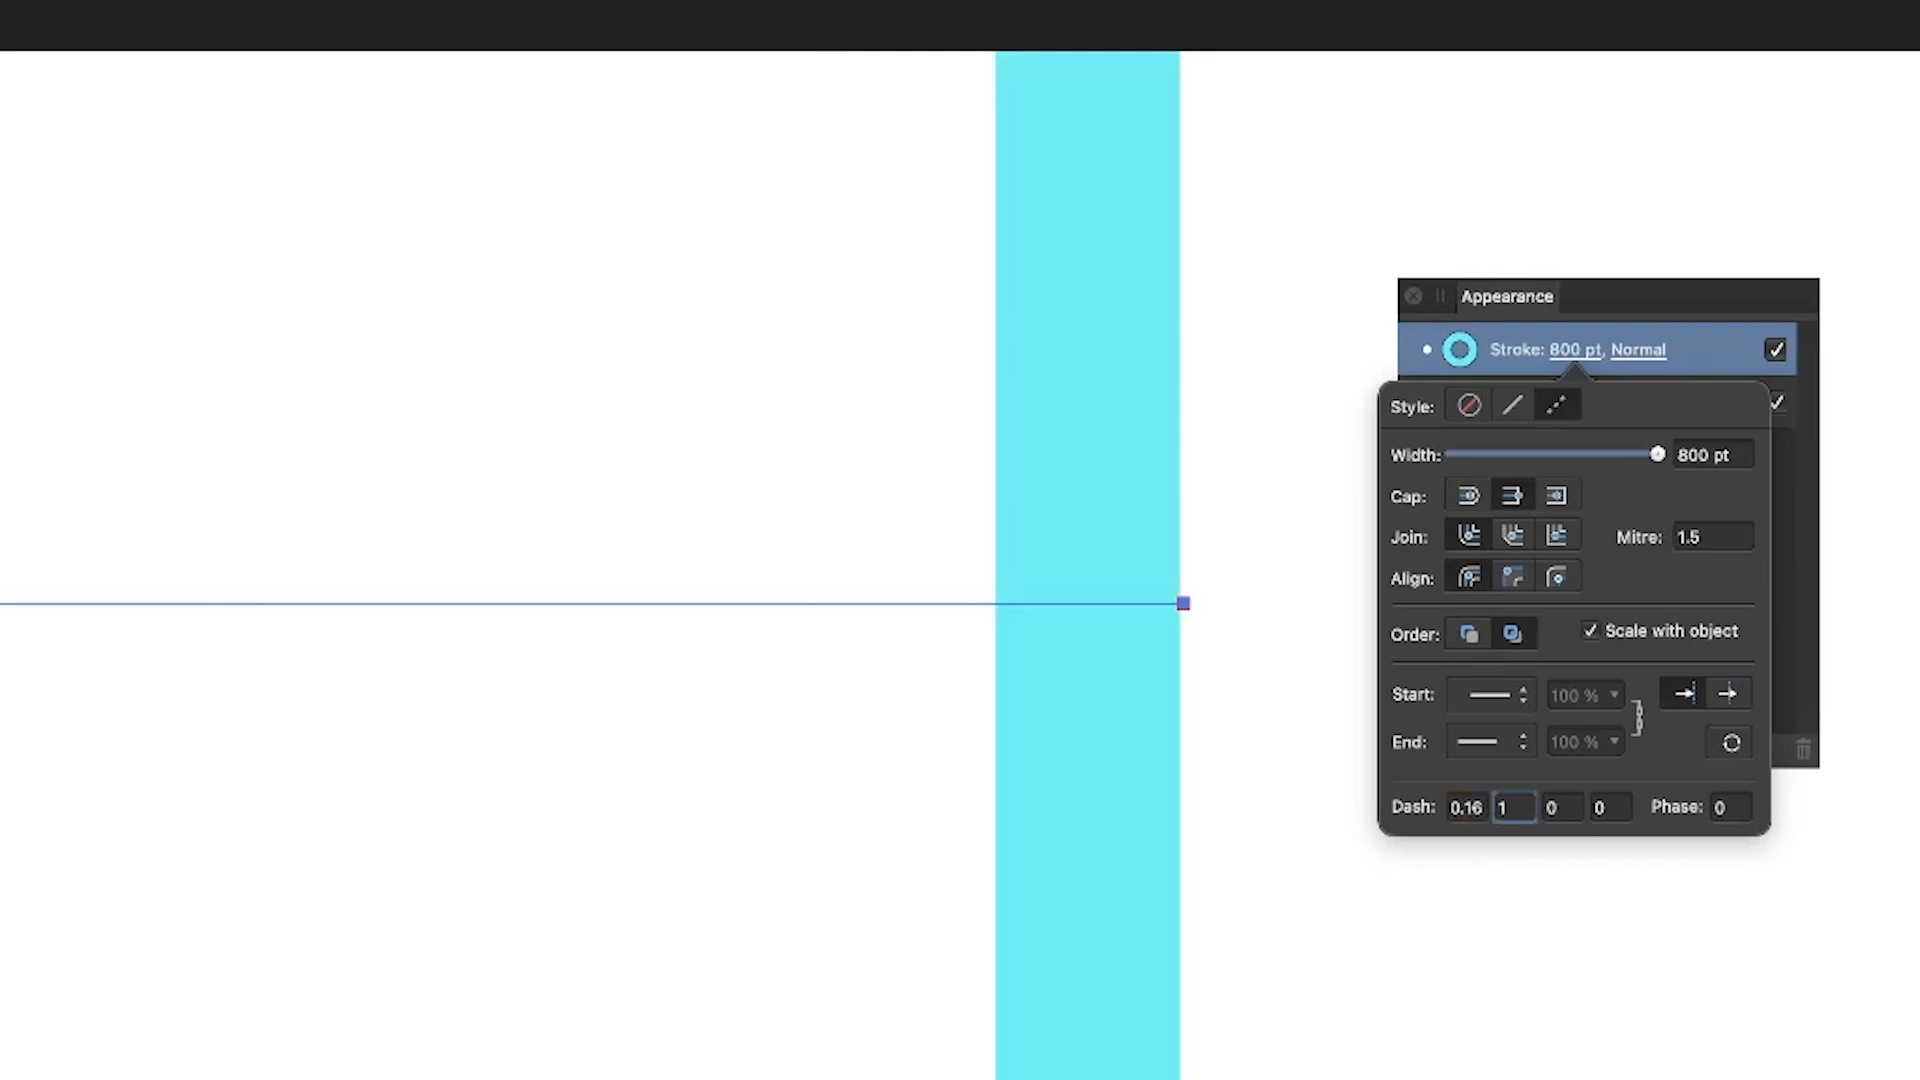 Appearance
Stroke: 800 pt, Normal
Style:
Width: 800 pt
Cap:
Join: Mitre: 1.5
Align:
Order: Scale with object
Start: 100 %
End: 100 %
Dash: 0.16 1 0 0 Phase: 0